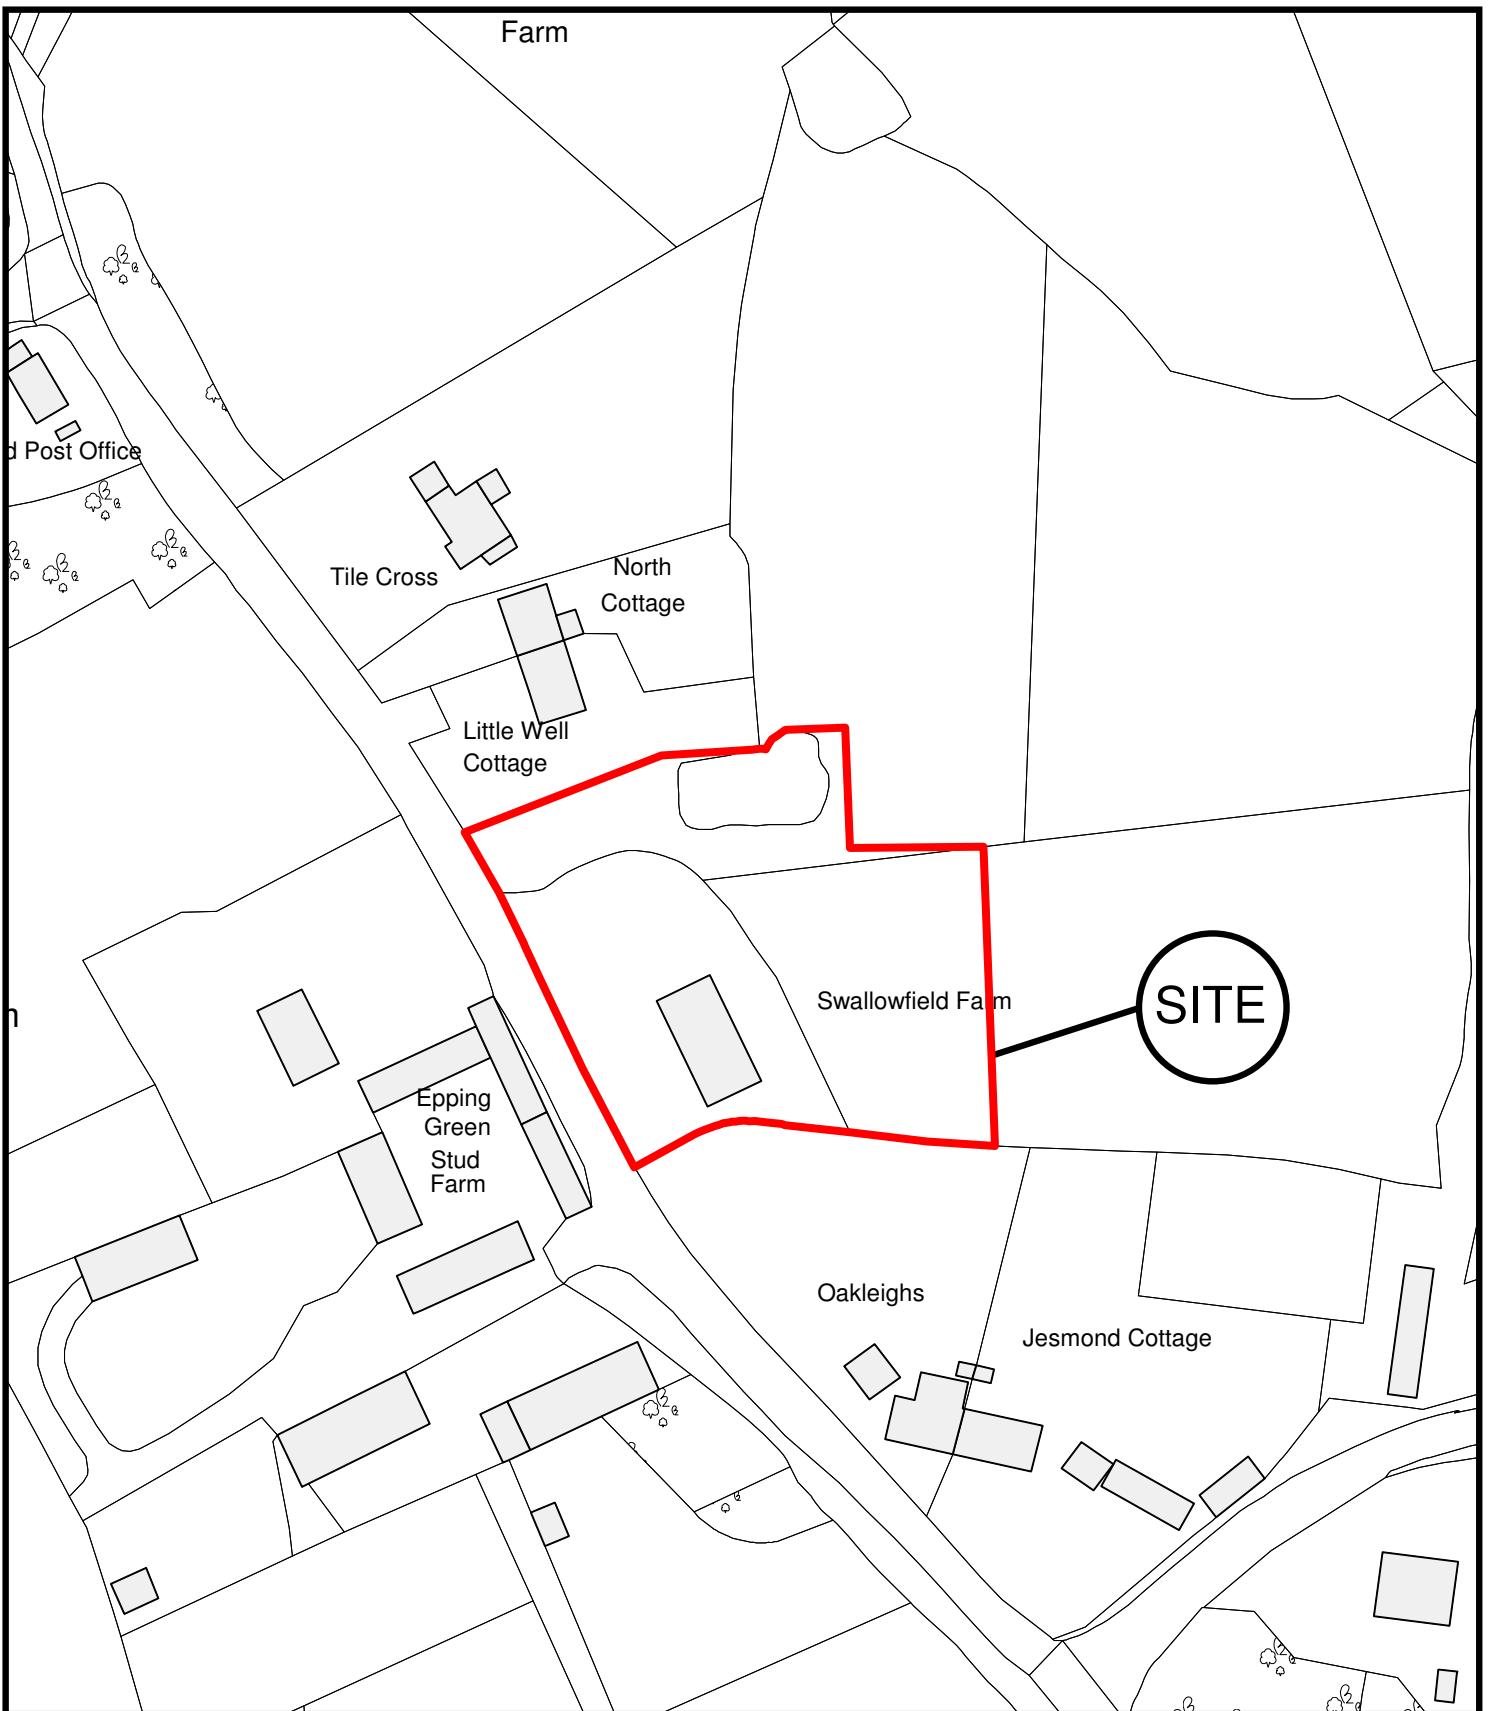 Farm
d Post Office
Tile Cross
North
Cottage
Little Well
Cottage
Swallowfield Farm
SITE
Epping
Green
Stud
Farm
Oakleighs
Jesmond Cottage